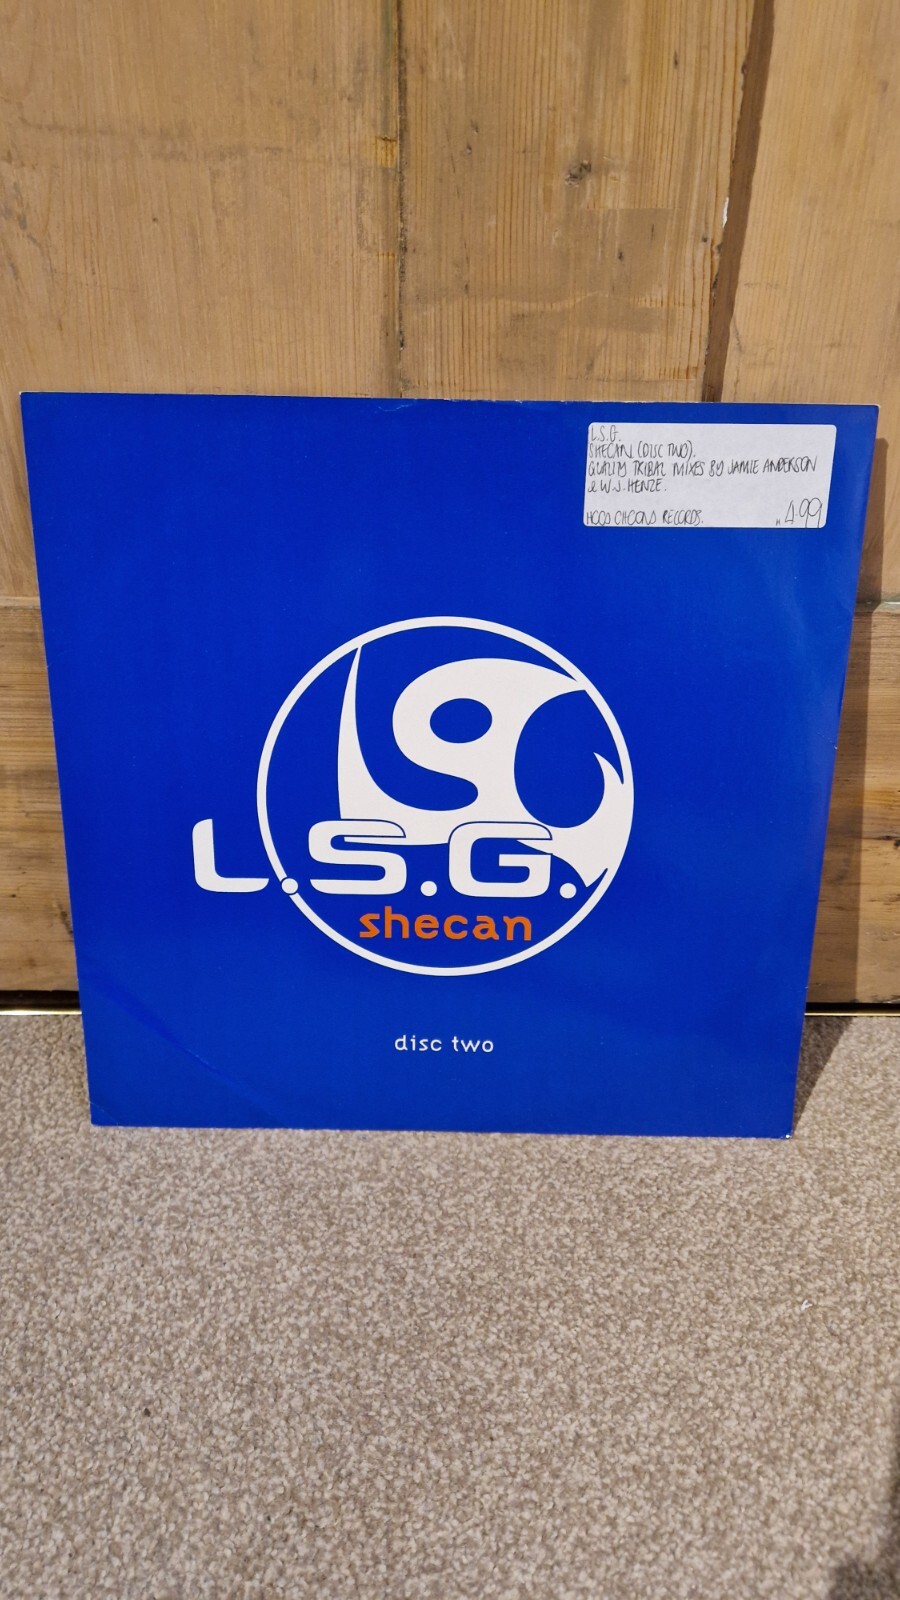 L.S.G.
SHECAN (DISC TWO).
QUALITY TRIBAL MIXES BY JAMIE ANDERSON
& W.J. HENZE.
RECORDS. 4.99
L.S.G.
shecan
disc two